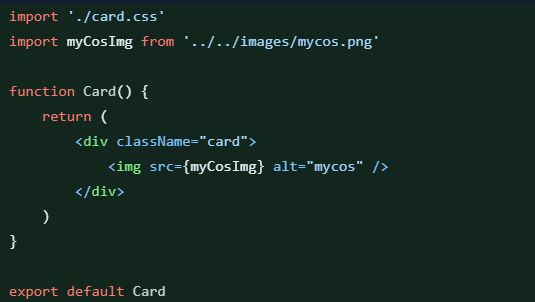 import './card.css'
import myCosImg from '../../images/mycos.png'
function Card() {
return (
<div className="card">
<img src={myCosImg} alt="mycos" />
</div>
)
}
export default Card